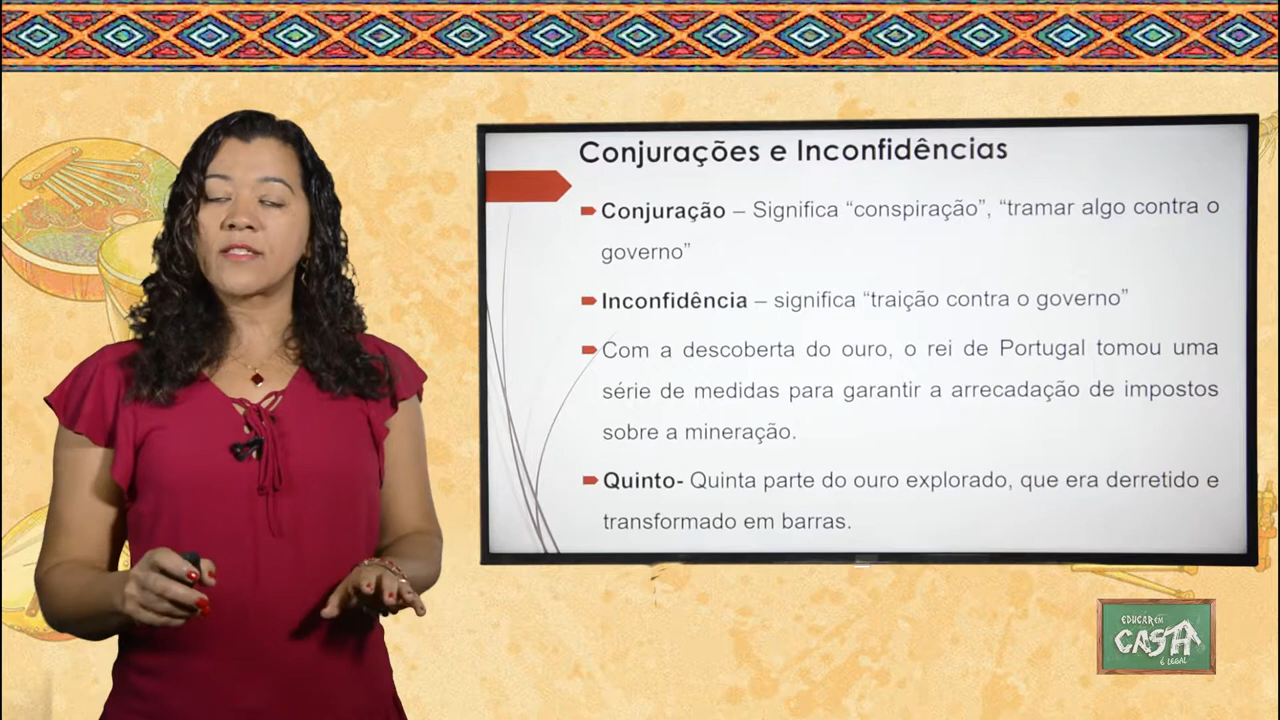 Conjurações e Inconfidências
Conjuração – Significa “conspiração”, “tramar algo contra o
governo”
Inconfidência – significa “traição contra o governo”
Com a descoberta do ouro, o rei de Portugal tomou uma
série de medidas para garantir a arrecadação de impostos
sobre a mineração.
Quinto- Quinta parte do ouro explorado, que era derretido e
transformado em barras.
EDUCAR EM
CASA
É LEGAL